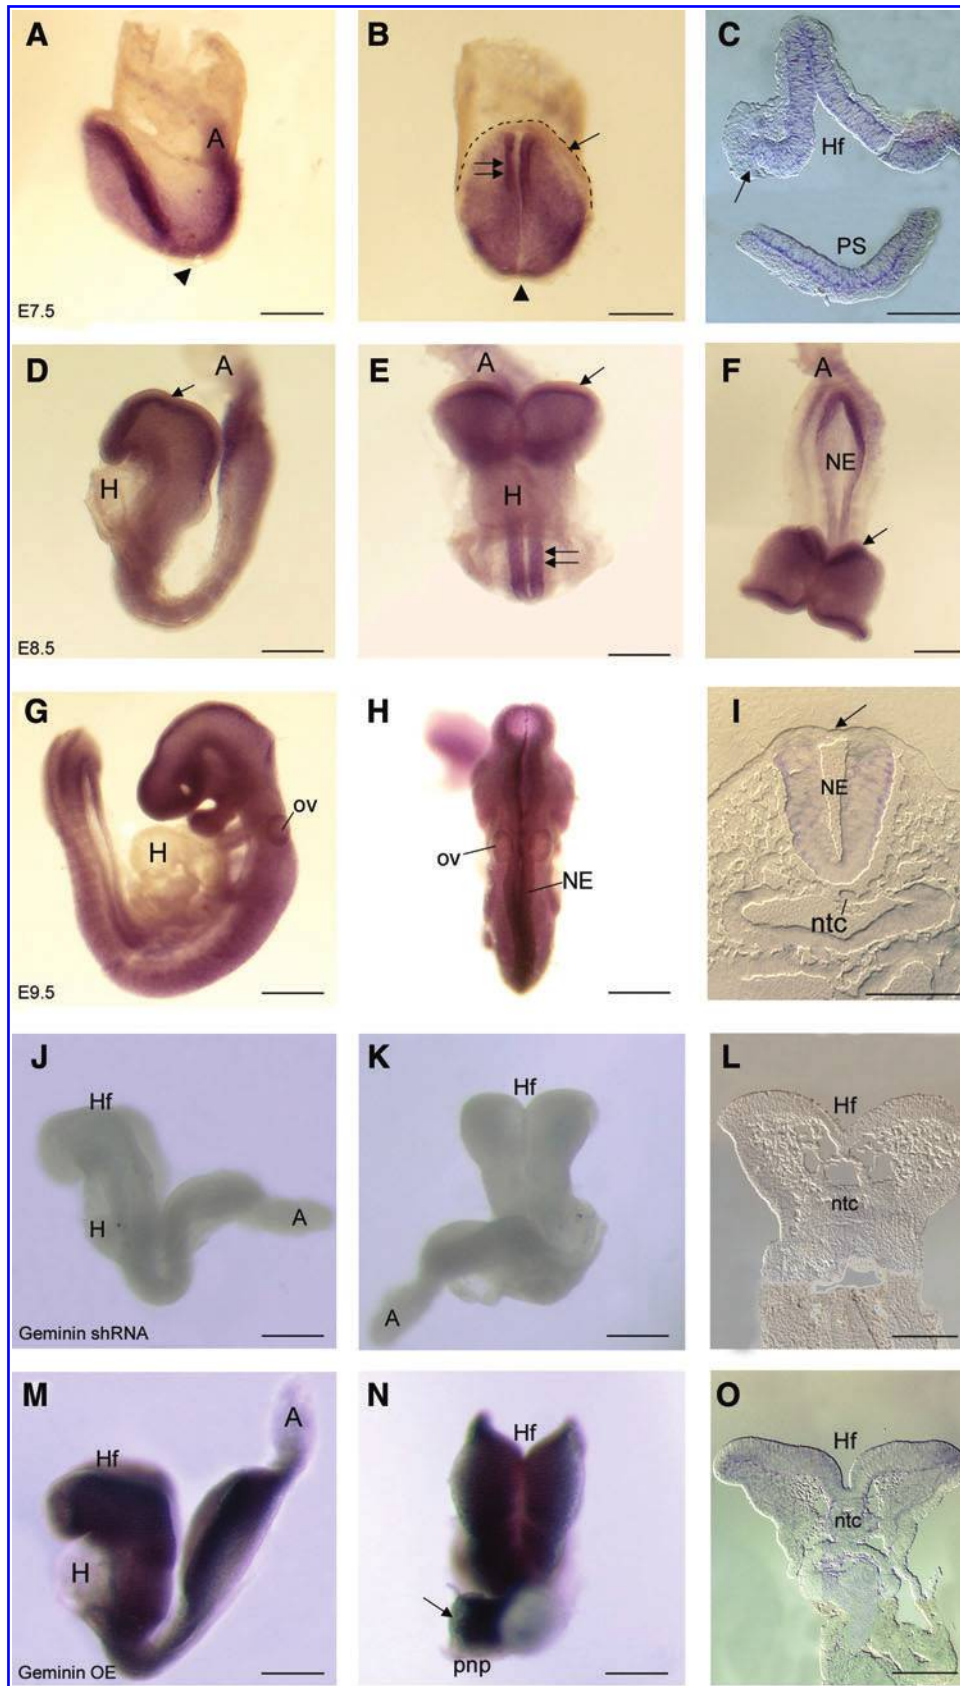 A
A
E7.5
B
C
Hf
PS
D
A
H
E8.5
E
A
H
F
A
NE
G
ov
H
E9.5
H
ov
NE
I
NE
ntc
J
Hf
H
A
Geminin shRNA
K
Hf
A
L
Hf
ntc
M
Hf
A
H
Geminin OE
N
Hf
pnp
O
Hf
ntc